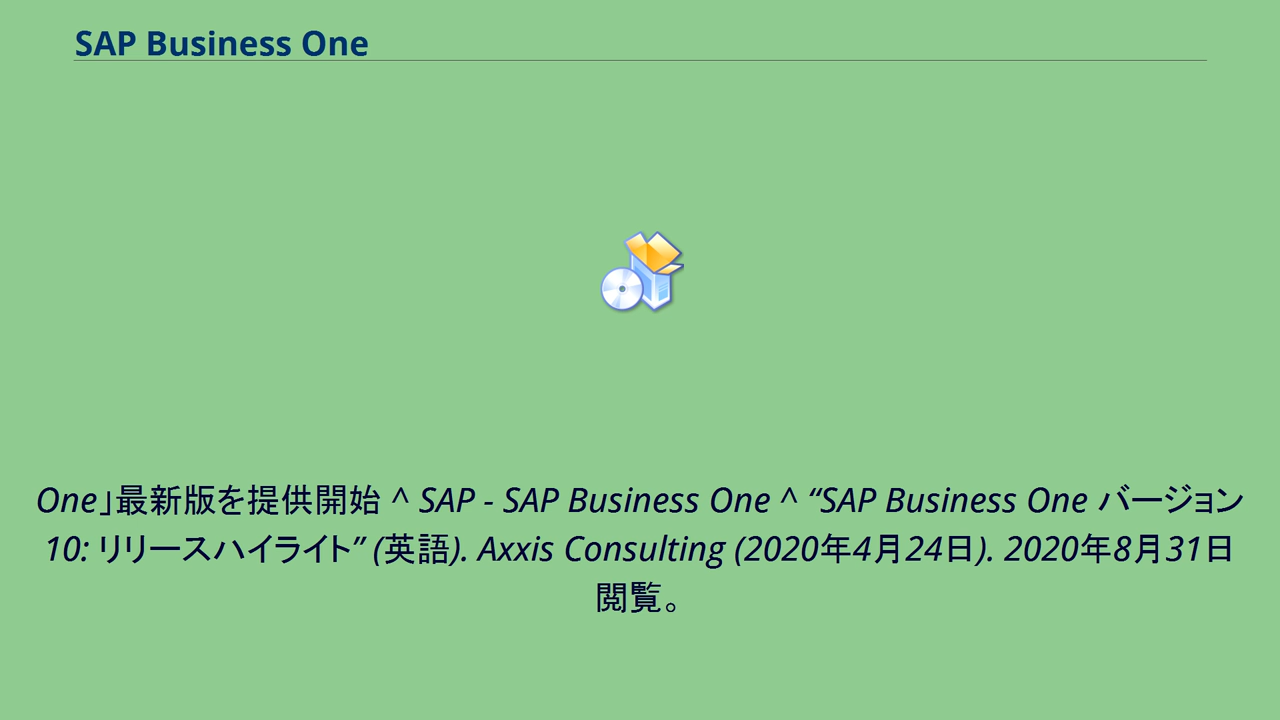 SAP Business One
One」最新版を提供開始 ^ SAP - SAP Business One ^ “SAP Business One バージョン
10: リリースハイライト” (英語). Axxis Consulting (2020年4月24日). 2020年8月31日
閲覧。